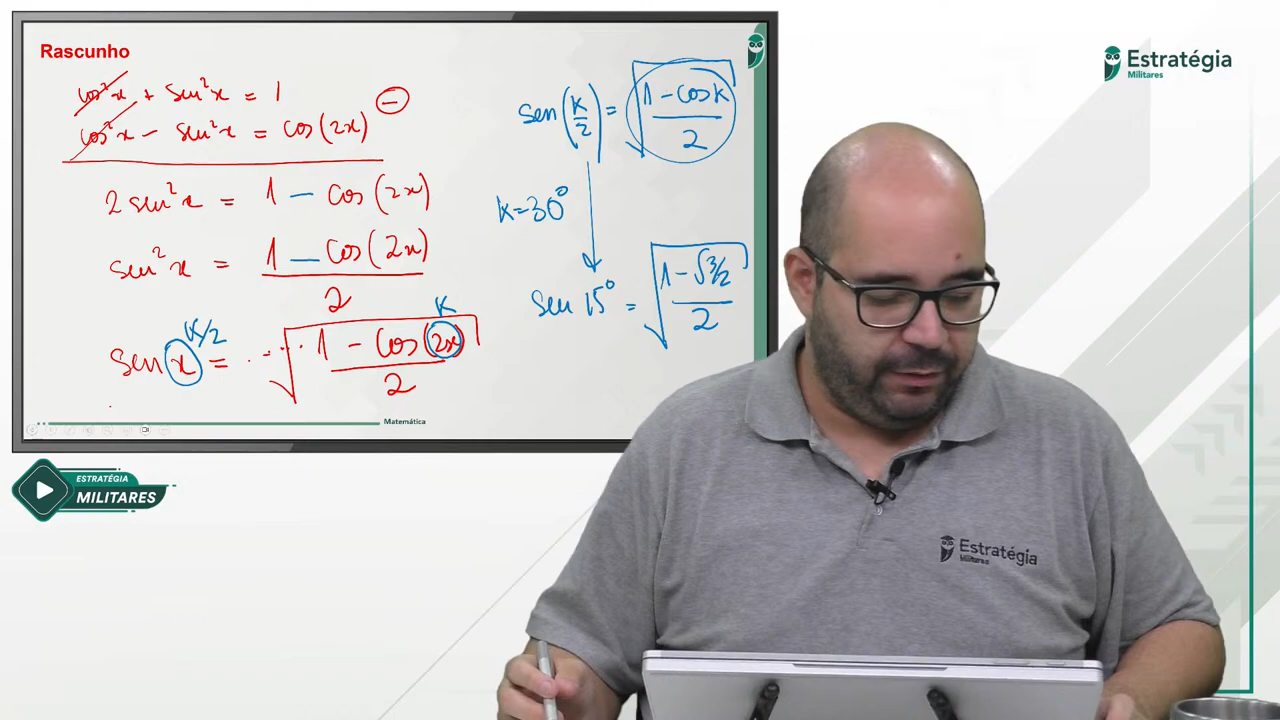 Rascunho
cos²x + sen²x = 1
cos²x - sen²x = cos(2x) (-)
2sen²x = 1 - cos(2x)
sen²x = (1 - cos(2x))/2
K/2 K
sen x = ...√((1 - cos(2x))/2)
sen(K/2) = √((1 - cosK)/2)
K=30°
sen 15° = √((1 - √3/2)/2)
Matemática
ESTRATÉGIA
MILITARES
Estratégia
Militares
Estratégia
Militares